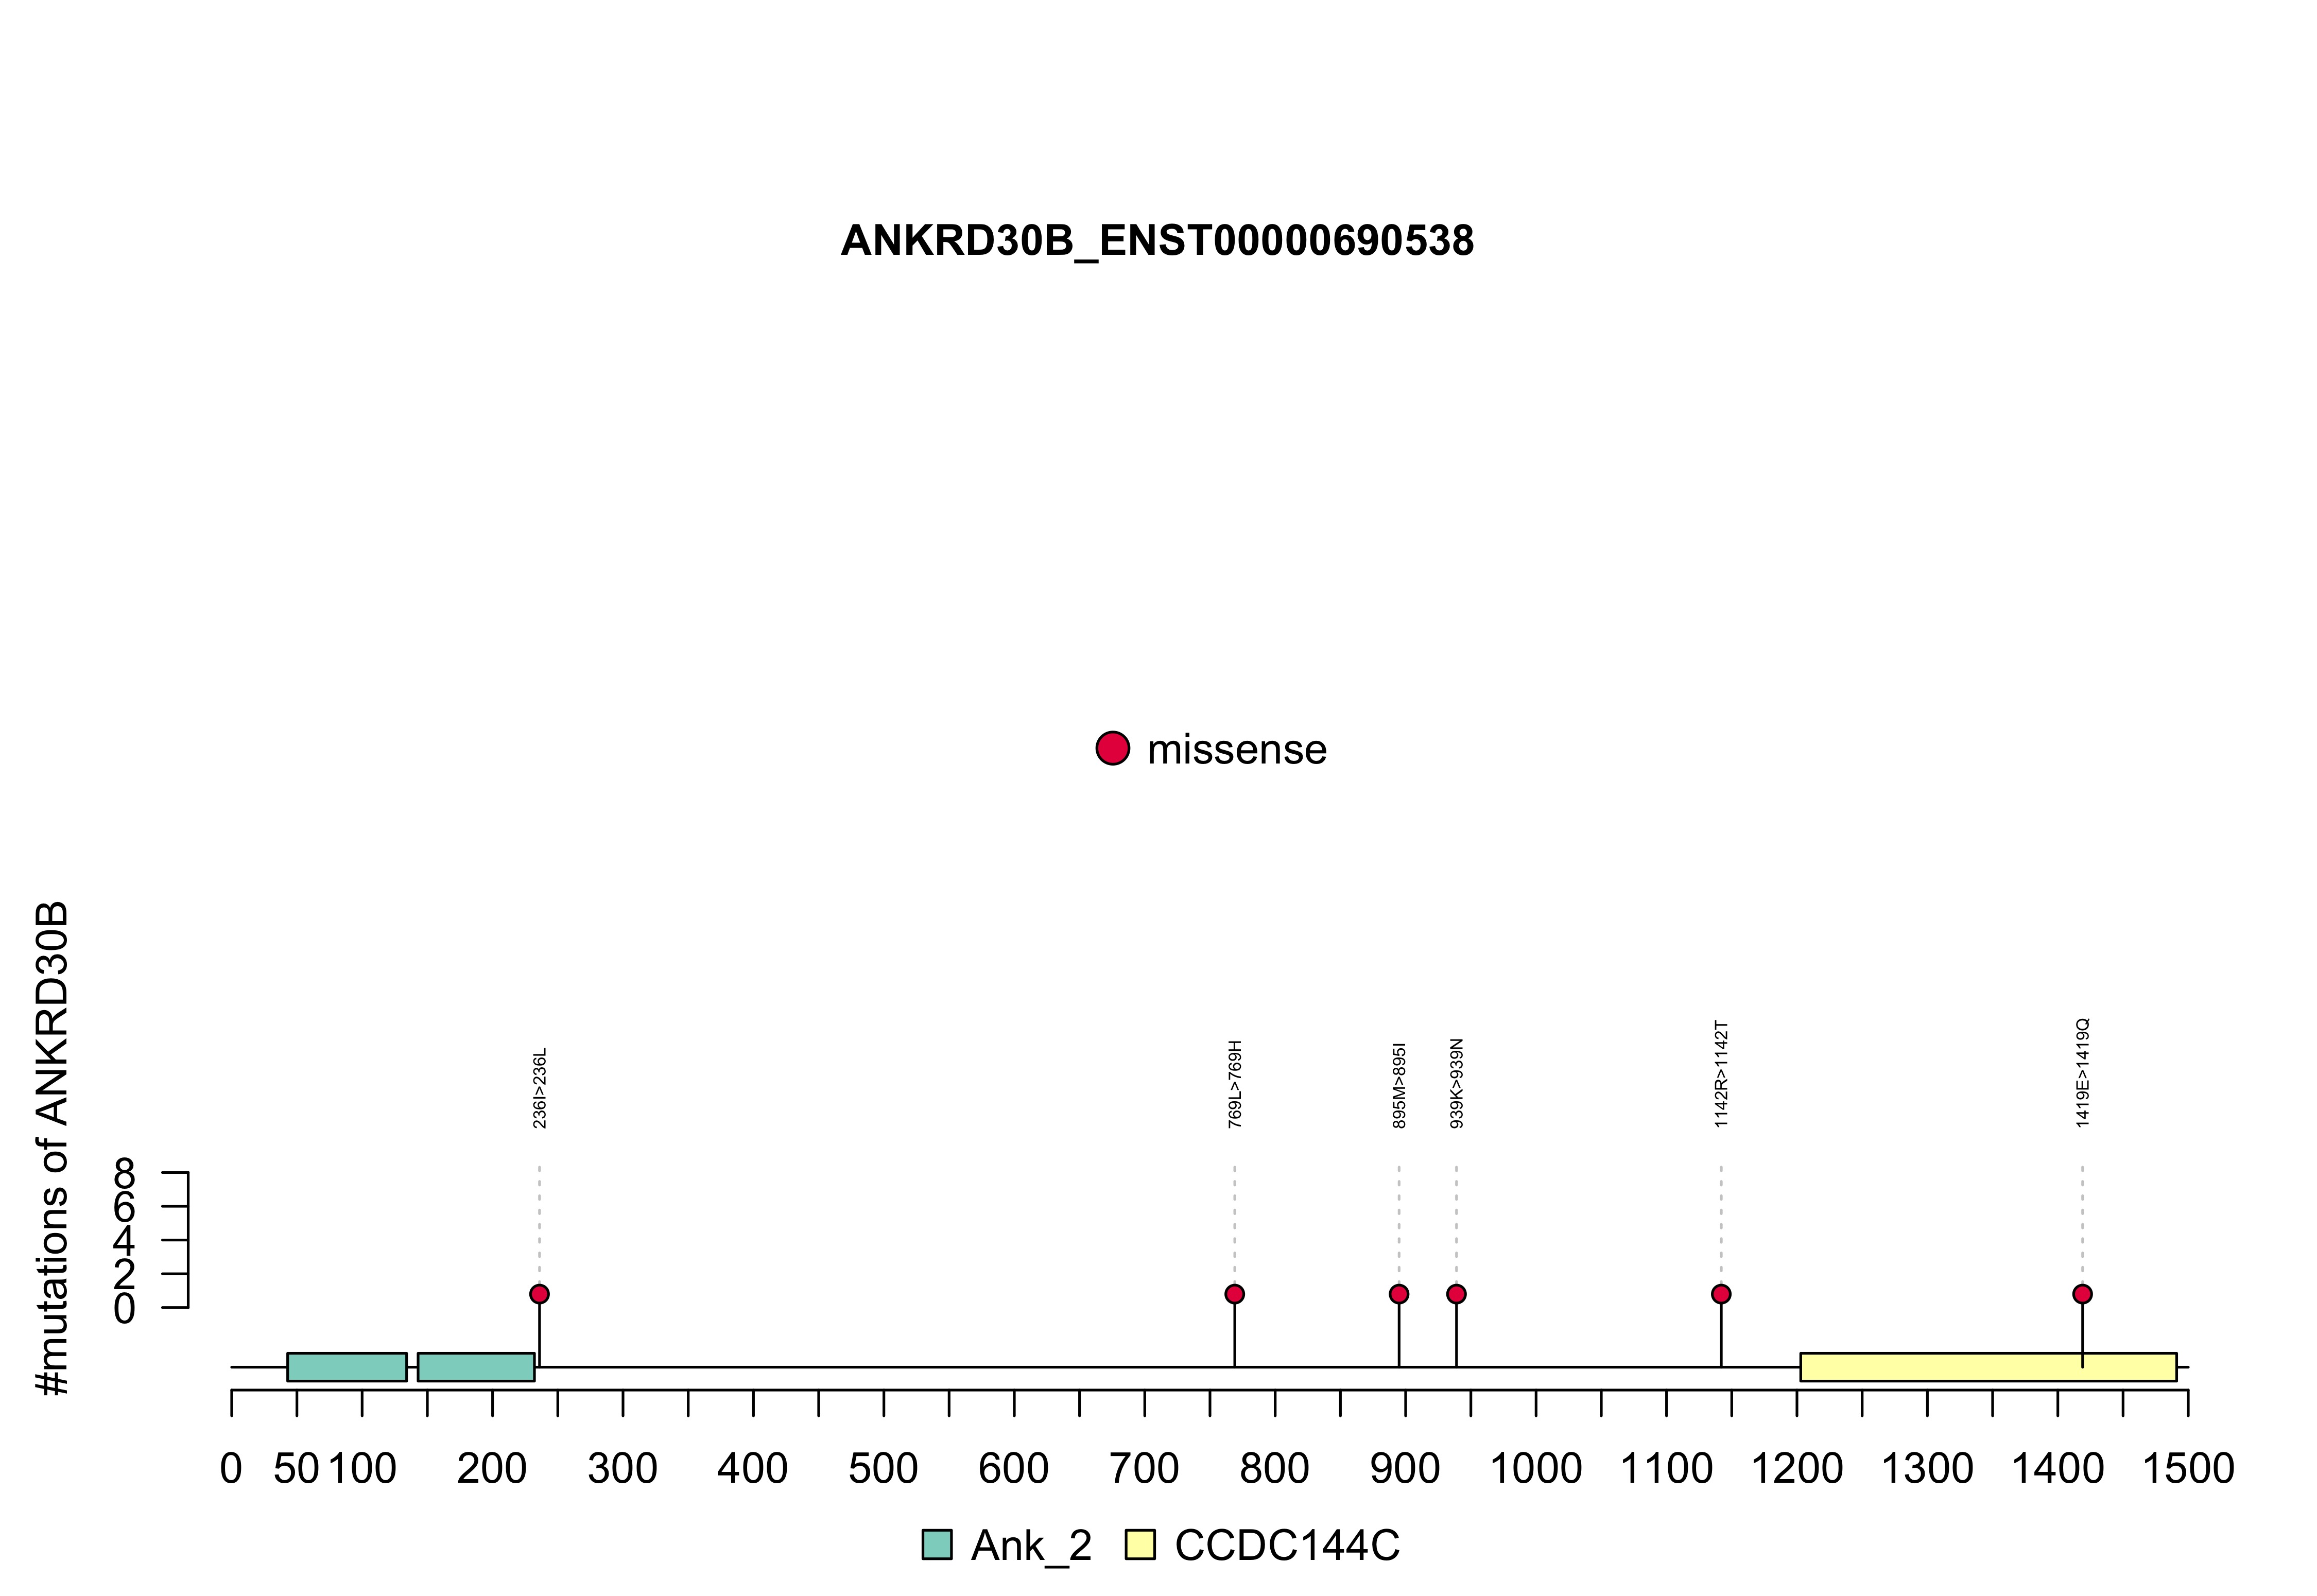 ANKRD30B_ENST00000690538
missense
#mutations of ANKRD30B
236I>236L
769L>769H
895M>895I
939K>939N
1142R>1142T
1419E>1419Q
8
6
4
2
0
0 50 100 200 300 400 500 600 700 800 900 1000 1100 1200 1300 1400 1500
Ank_2 CCDC144C